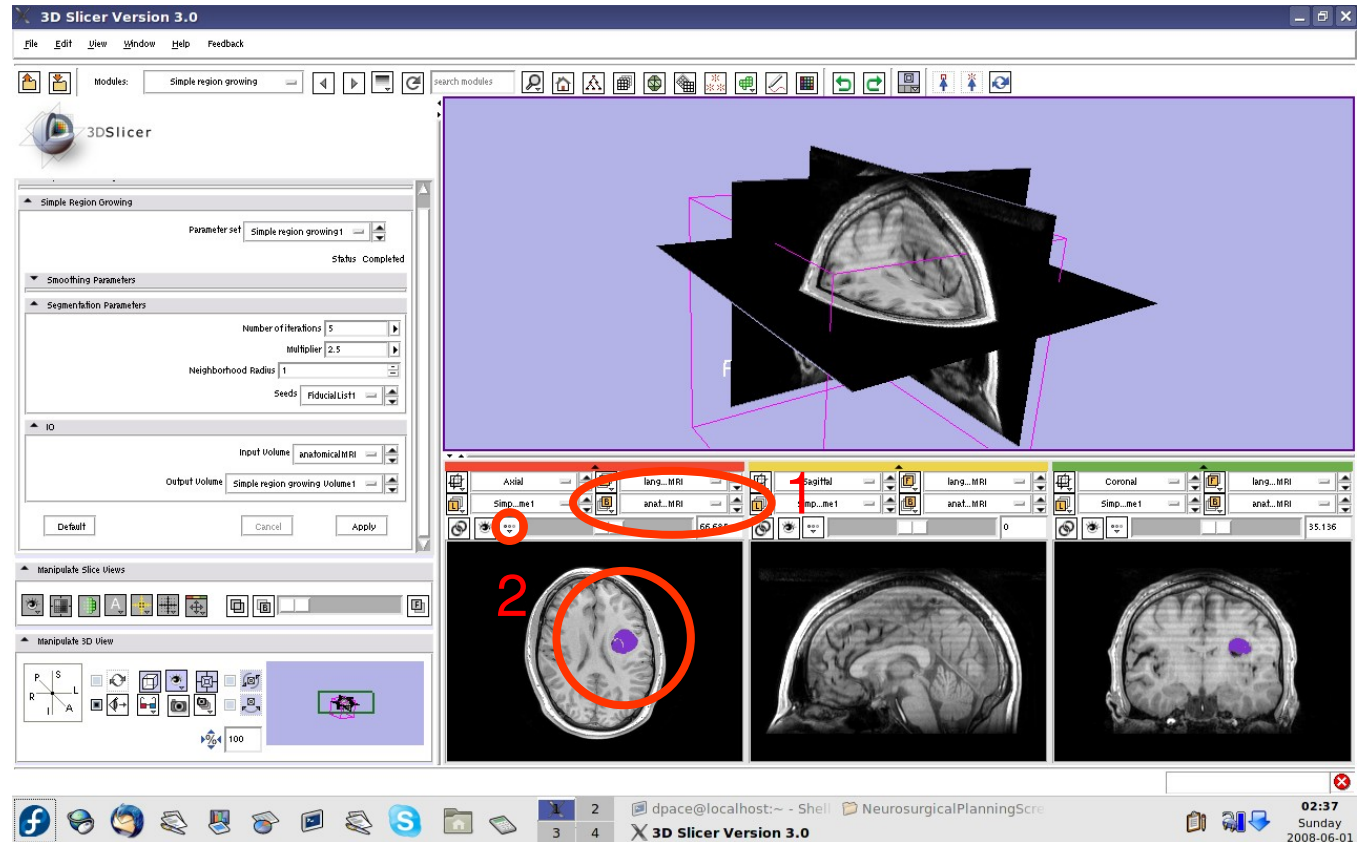 3D Slicer Version 3.0
File Edit View Window Help Feedback
Modules: Simple region growing search modules
3DSlicer
Simple Region Growing
Parameter set Simple region growing1
Status Completed
Smoothing Parameters
Segmentation Parameters
Number of iterations 5
Multiplier 2.5
Neighborhood Radius 1
Seeds FiducialList1
IO
Input Volume anatomicalMRI
Output Volume Simple region growing Volume1
Default Cancel Apply
Manipulate Slice Views
Manipulate 3D View
P S
R L
I A
% 100
Axial lang...MRI Sagittal lang...MRI Coronal lang...MRI
Simp...me1 anat...MRI Simp...me1 anat...MRI Simp...me1 anat...MRI
0 35.136
1
2
1 2 dpace@localhost:~ - Shell NeurosurgicalPlanningScre
3 4 3D Slicer Version 3.0
02:37
Sunday
2008-06-01